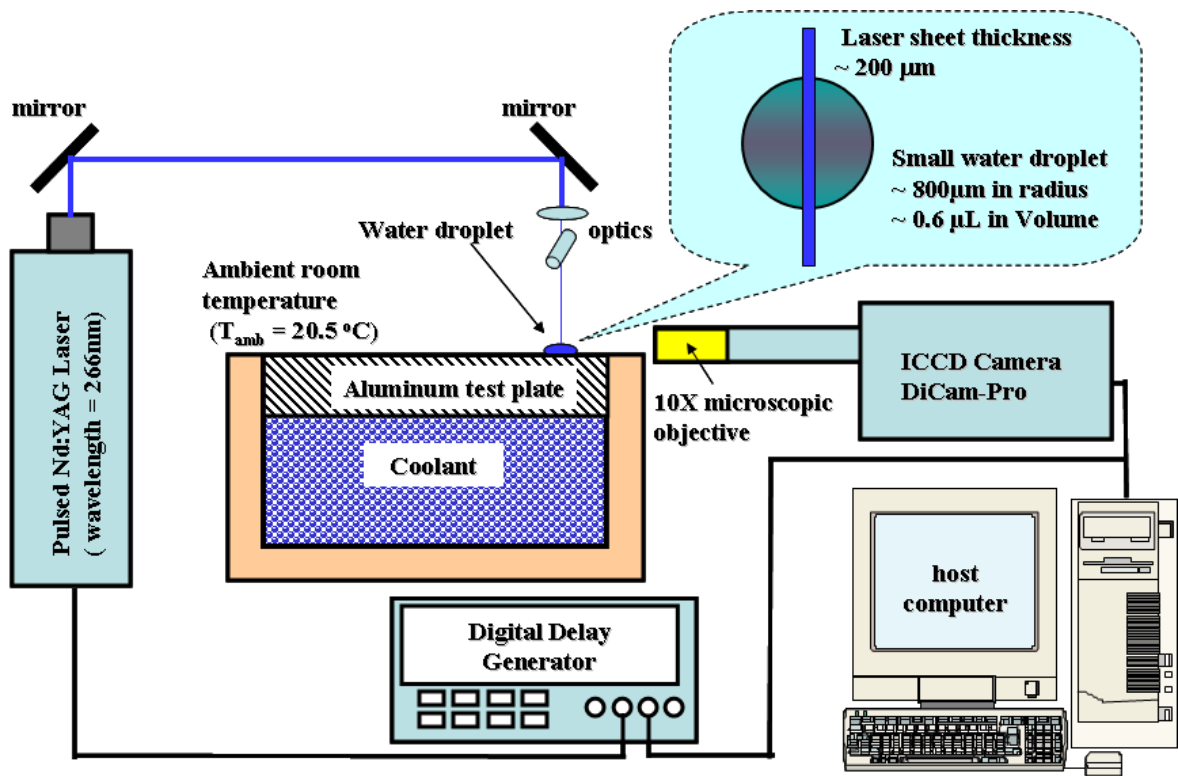 Laser sheet thickness
~ 200 µm
mirror
mirror
Small water droplet
~ 800µm in radius
~ 0.6 µL in Volume
Water droplet
optics
Ambient room
temperature
(Tamb = 20.5 oC)
Pulsed Nd:YAG Laser
( wavelength = 266nm)
Aluminum test plate
ICCD Camera
DiCam-Pro
10X microscopic
objective
Coolant
host
computer
Digital Delay
Generator